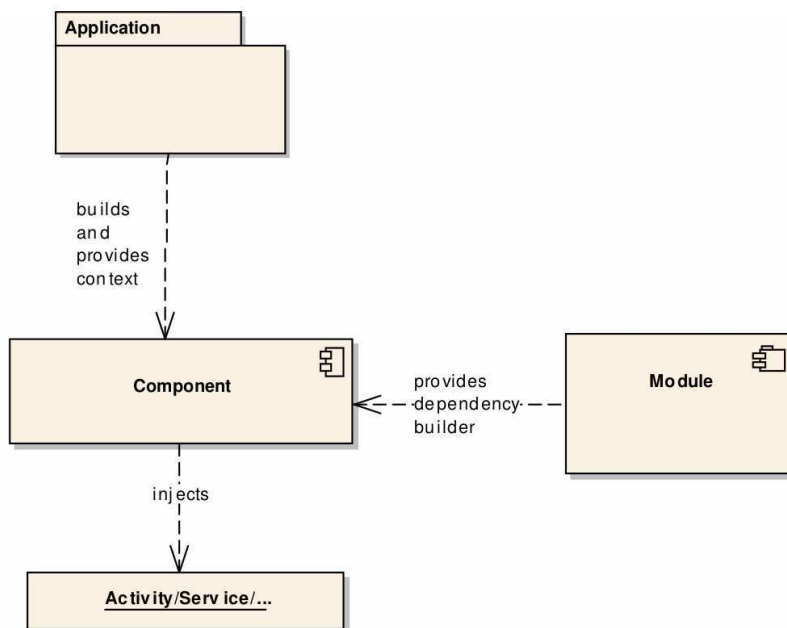 Application
builds
and
provides
context
Component
provides
dependency
builder
Module
injects
Activity/Service/...